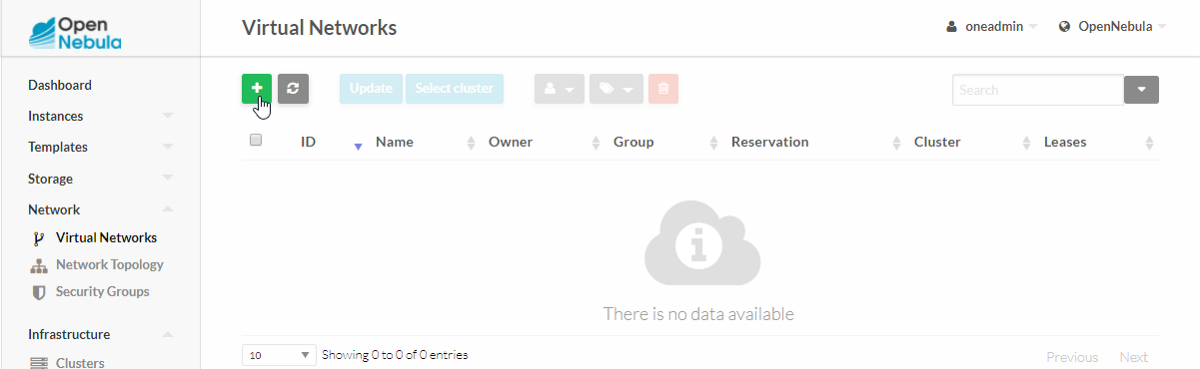 Open
Nebula
Virtual Networks
oneadmin
OpenNebula
Dashboard
Instances
Templates
Storage
Network
Virtual Networks
Network Topology
Security Groups
Infrastructure
Clusters
Update
Select cluster
Search
ID
Name
Owner
Group
Reservation
Cluster
Leases
There is no data available
10
Showing 0 to 0 of 0 entries
Previous
Next